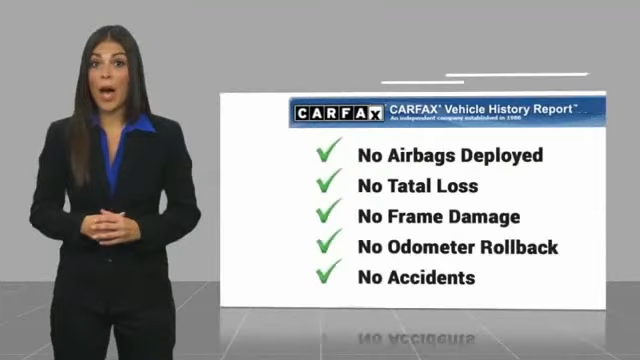 CARFAX CARFAX® Vehicle History Report™
An independent company established in 1986
No Airbags Deployed
No Tatal Loss
No Frame Damage
No Odometer Rollback
No Accidents